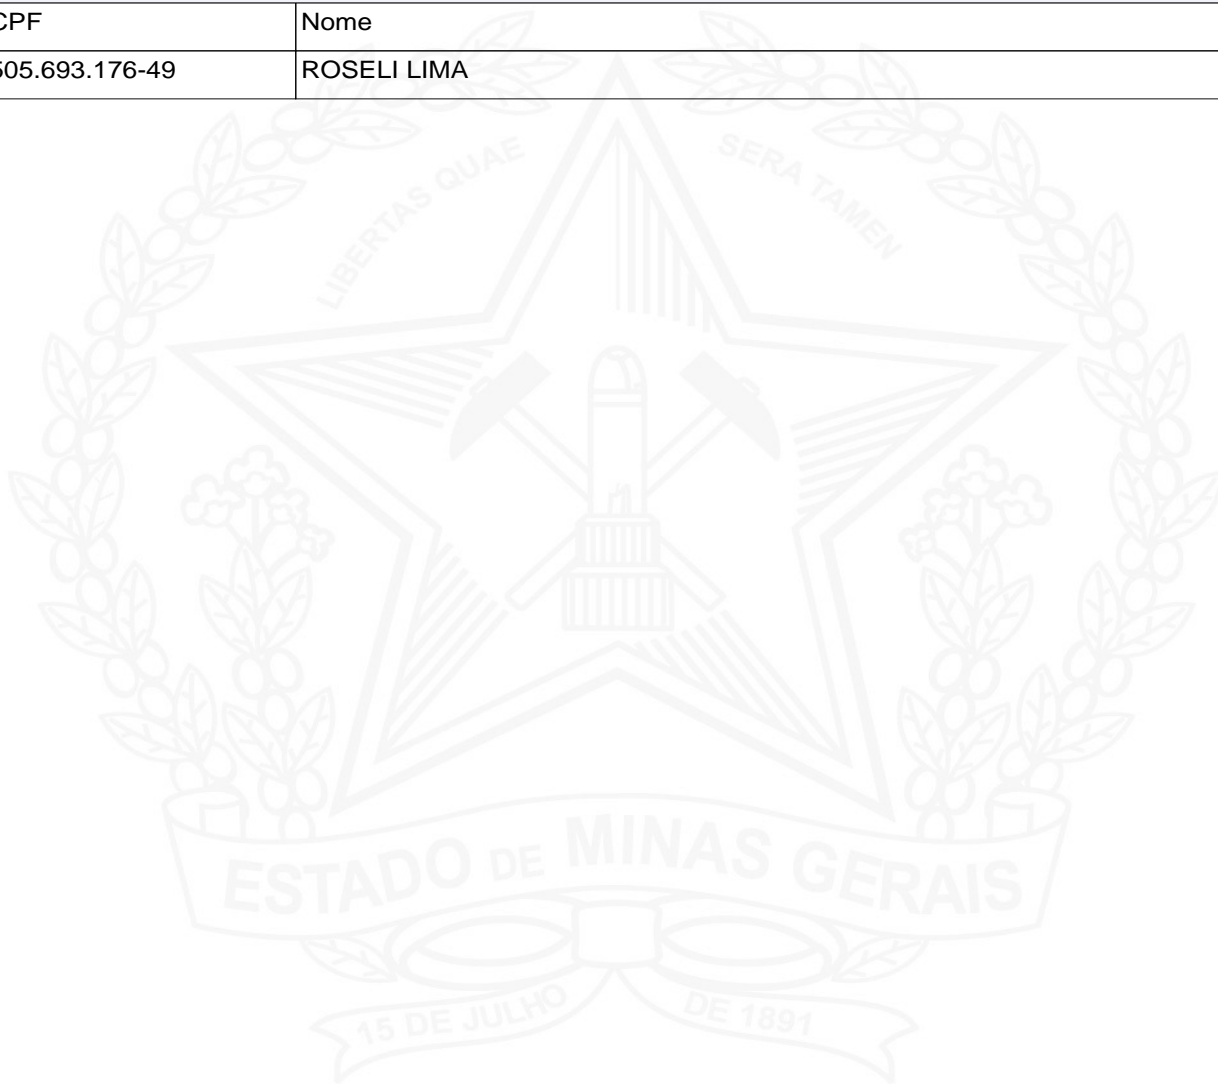 CPF Nome
505.693.176-49 ROSELI LIMA
LIBERTAS QUAE SERA TAMEN
ESTADO DE MINAS GERAIS
15 DE JULHO DE 1891